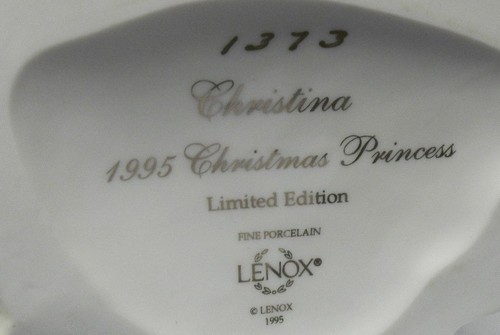 1373
Christina
1995 Christmas Princess
Limited Edition
FINE PORCELAIN
LENOX®
© LENOX
1995